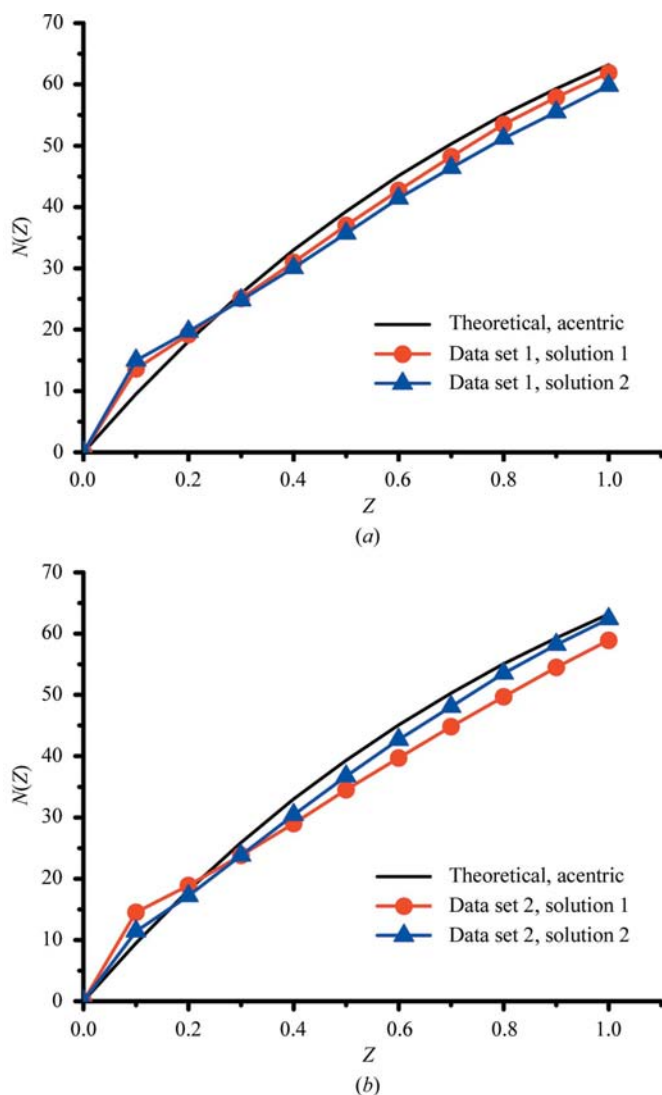 70
60
50
40
30
20
10
0
N(Z)
Theoretical, acentric
Data set 1, solution 1
Data set 1, solution 2
0.0 0.2 0.4 0.6 0.8 1.0
Z
(a)
70
60
50
40
30
20
10
0
N(Z)
Theoretical, acentric
Data set 2, solution 1
Data set 2, solution 2
0.0 0.2 0.4 0.6 0.8 1.0
Z
(b)